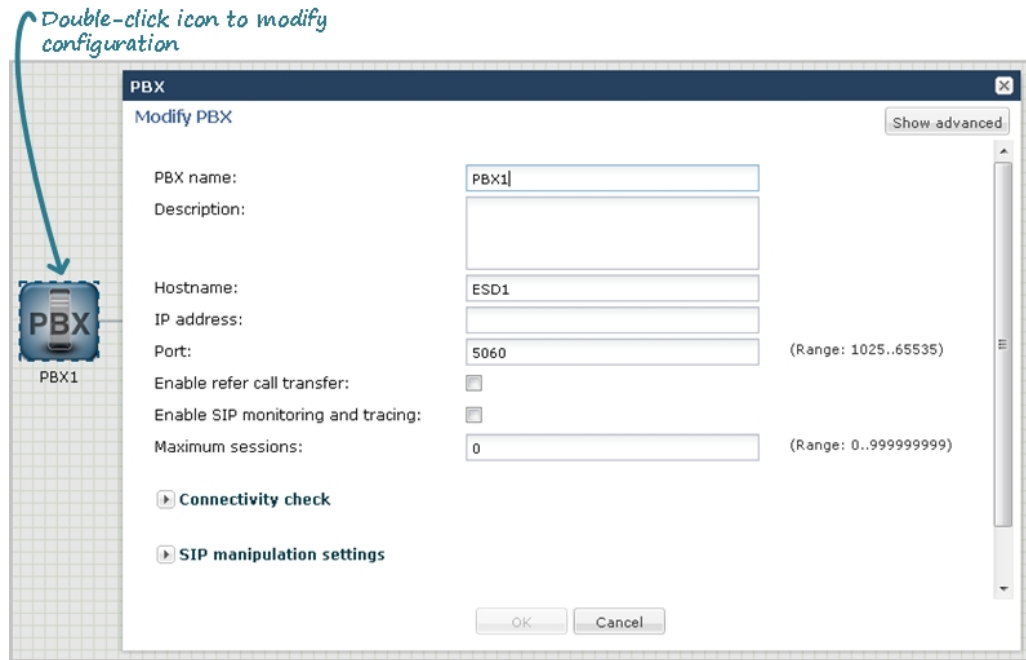 Double-click icon to modify
configuration
PBX
Modify PBX
Show advanced
PBX name:
PBX1
Description:
Hostname:
ESD1
IP address:
Port:
5060
(Range: 1025..65535)
Enable refer call transfer:
Enable SIP monitoring and tracing:
Maximum sessions:
0
(Range: 0..999999999)
Connectivity check
SIP manipulation settings
OK
Cancel
PBX
PBX1